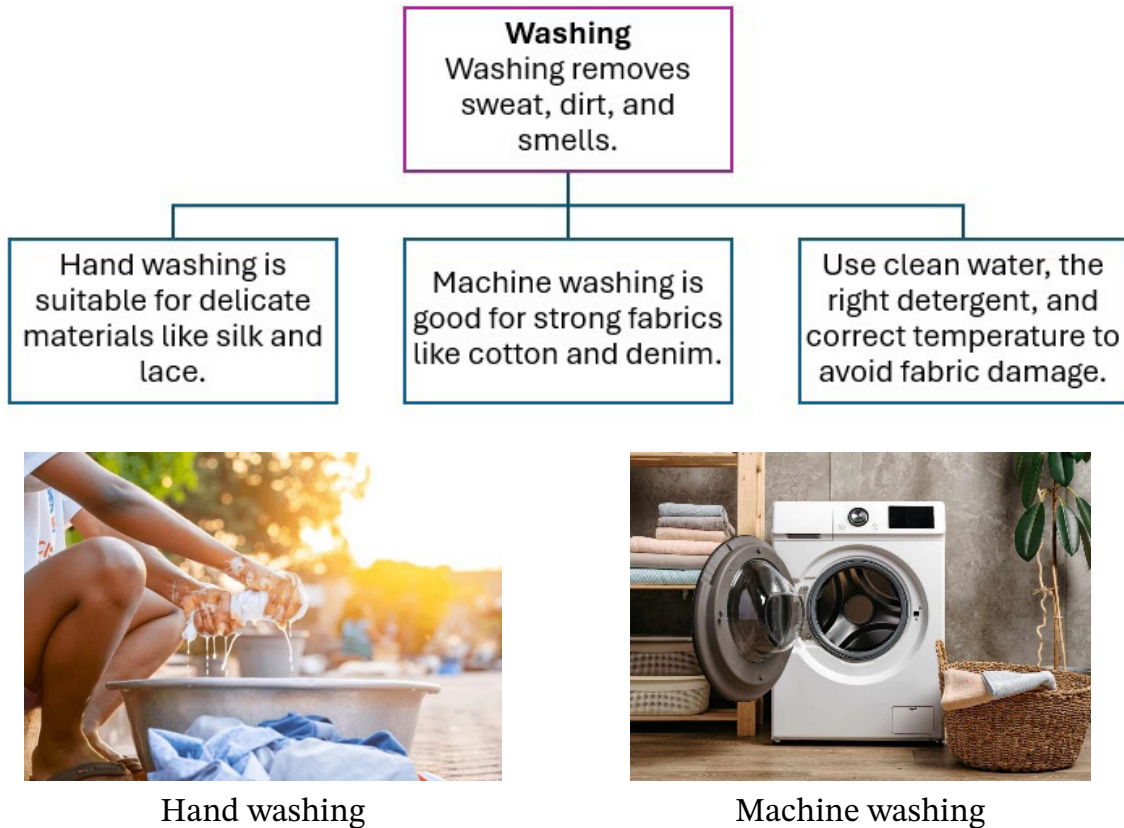 Washing
Washing removes
sweat, dirt, and
smells.
Hand washing is
suitable for delicate
materials like silk and
lace.
Machine washing is
good for strong fabrics
like cotton and denim.
Use clean water, the
right detergent, and
correct temperature to
avoid fabric damage.
Hand washing
Machine washing